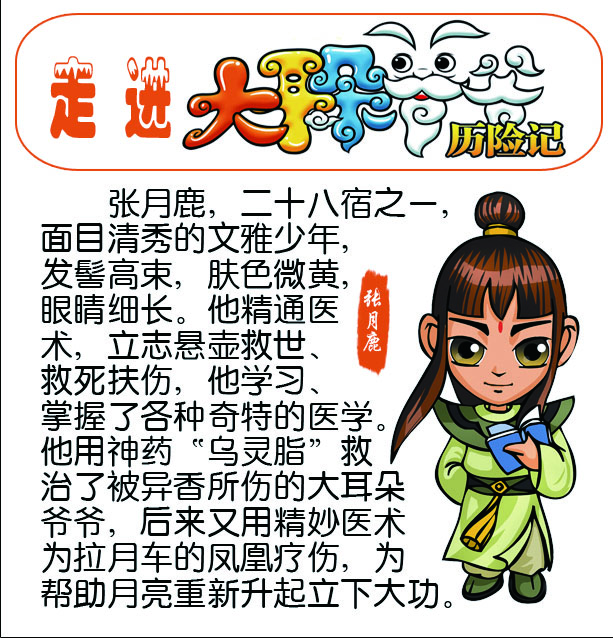 走进大耳朵爷爷历险记
张月鹿，二十八宿之一，
面目清秀的文雅少年，
发髻高束，肤色微黄，
眼睛细长。他精通医
术，立志悬壶救世、
救死扶伤，他学习、
掌握了各种奇特的医学。
他用神药“乌灵脂”救
治了被异香所伤的大耳朵
爷爷，后来又用精妙医术
为拉月车的凤凰疗伤，为
帮助月亮重新升起立下大功。
张月鹿